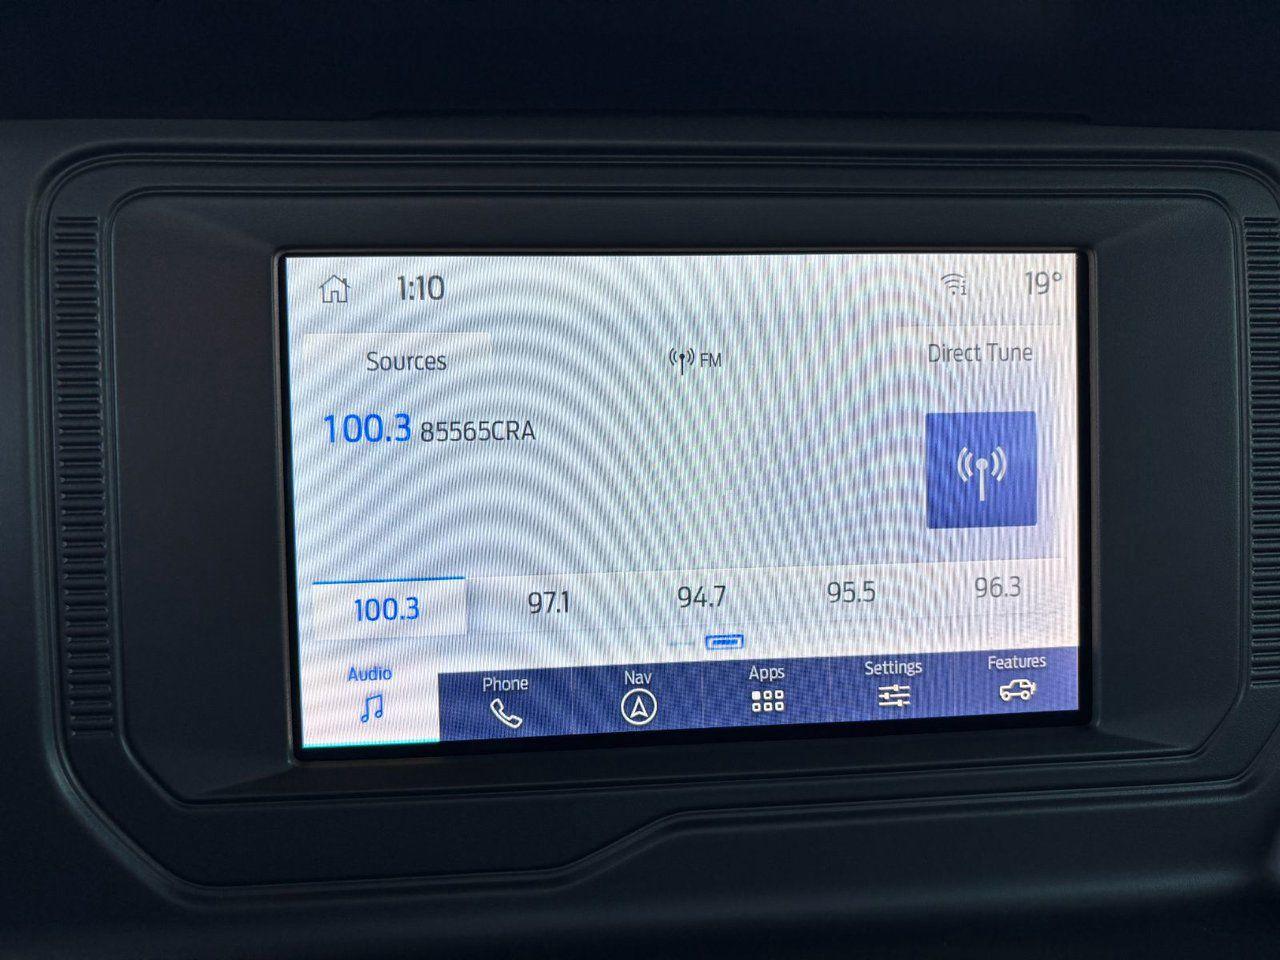 1:10 19°
Sources FM Direct Tune
100.3 85565CRA
100.3 97.1 94.7 95.5 96.3
Audio Phone Nav Apps Settings Features